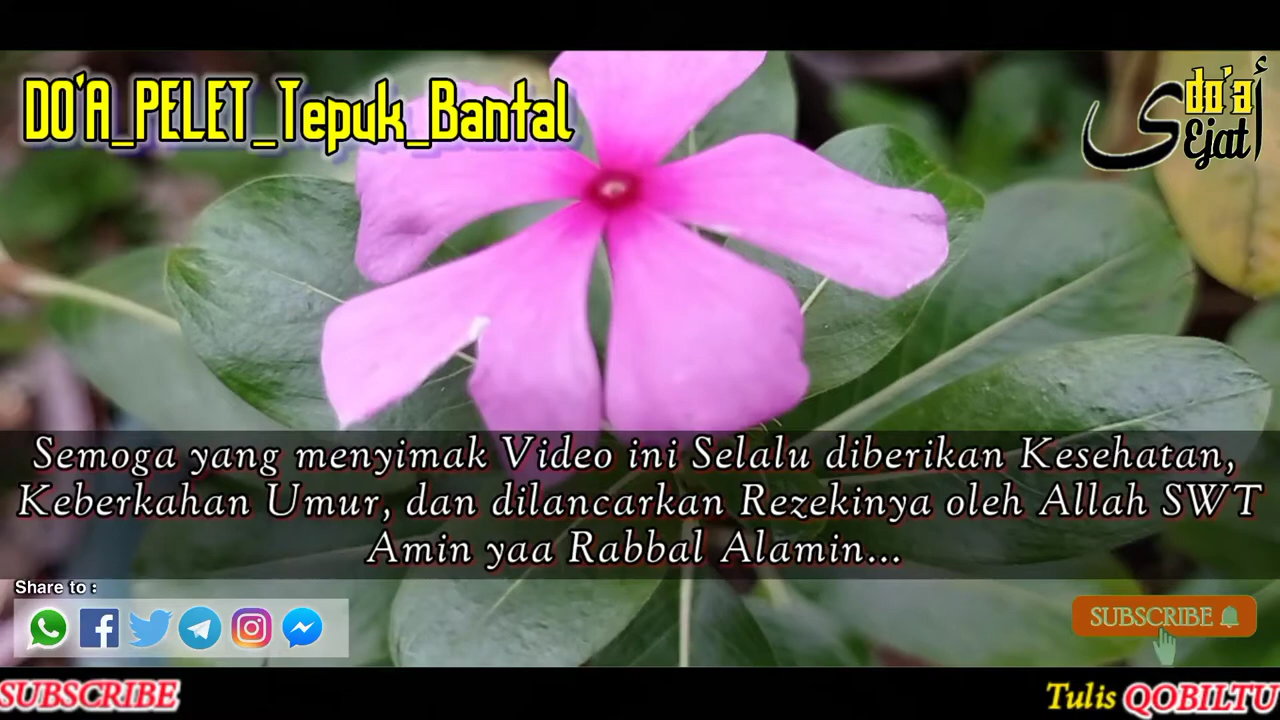 DO'A_PELET_Tepuk_Bantal
do'a
Ejati
Semoga yang menyimak Video ini Selalu diberikan Kesehatan,
Keberkahan Umur, dan dilancarkan Rezekinya oleh Allah SWT
Amin yaa Rabbal Alamin...
Share to :
SUBSCRIBE
SUBSCRIBE
Tulis QOBILTU